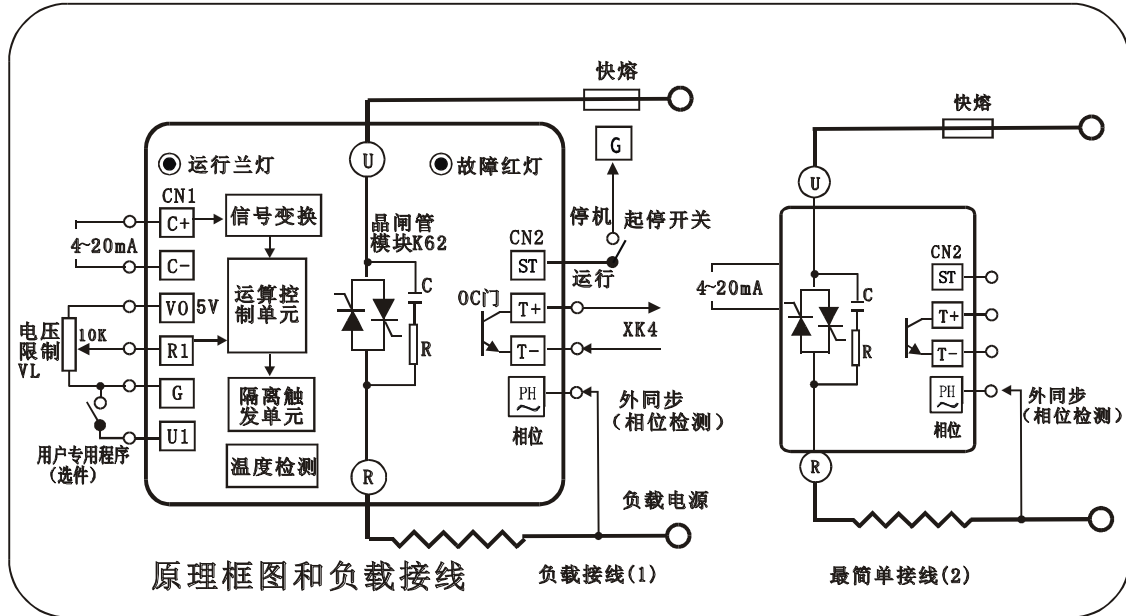 快熔
G
U
运行兰灯
故障红灯
CN1
C+
信号变换
4~20mA
C-
晶闸管
模块K62
停机
起停开关
CN2
ST
运行
VO
5V
运算控
制单元
C
OC门
T+
电压
限制
VL
10K
R1
R
T-
XK4
G
隔离触
发单元
PH
~
外同步
(相位检测)
U1
相位
用户专用程序
(选件)
温度检测
R
负载电源
原理框图和负载接线
负载接线(1)
快熔
U
CN2
ST
4~20mA
C
T+
R
T-
PH
~
外同步
(相位检测)
相位
R
最简单接线(2)